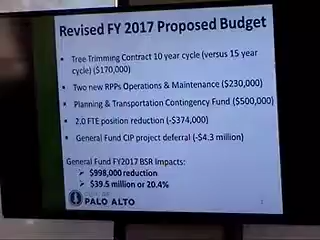 Revised FY 2017 Proposed Budget
• Tree Trimming Contract 10 year cycle (versus 15 year
cycle) ($170,000)
• Two new RPPs Operations & Maintenance ($230,000)
• Planning & Transportation Contingency Fund ($500,000)
• 2.0 FTE position reduction (-$374,000)
• General Fund CIP project deferral (-$4.3 million)
General Fund FY2017 BSR Impacts:
➢ $998,000 reduction
➢ $39.5 million or 20.4%
CITY OF
PALO ALTO